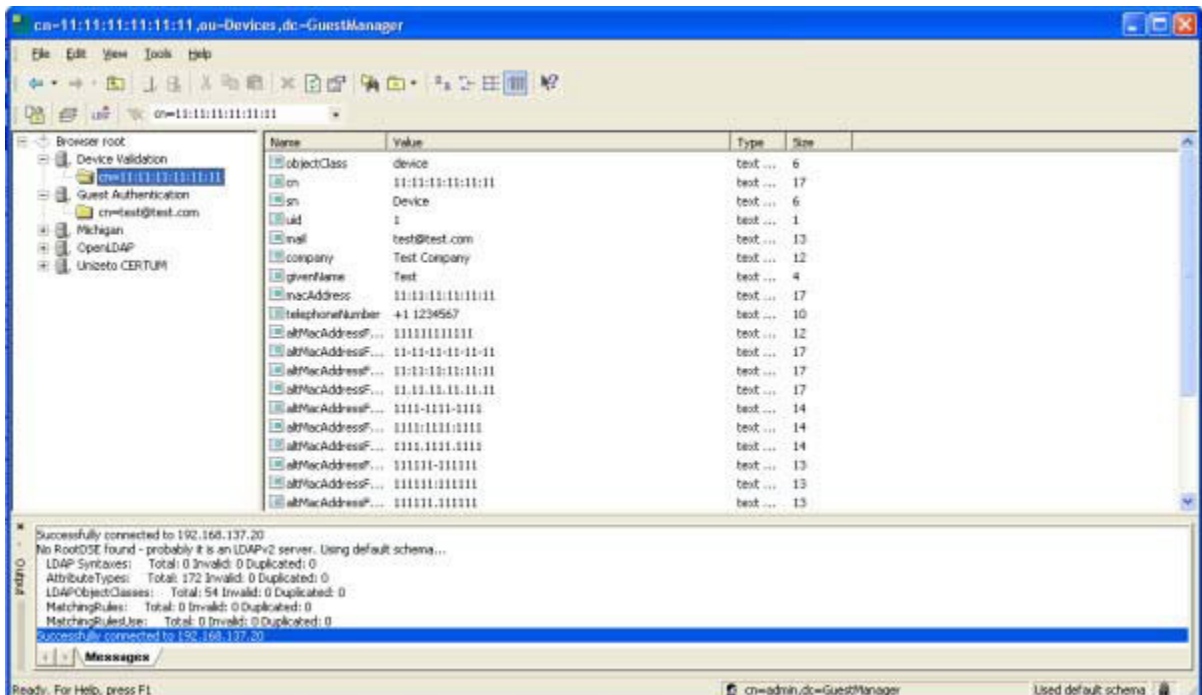 cn=11:11:11:11:11:11,ou=Devices,dc=GuestManager
File Edit View Tools Help
cn=11:11:11:11:11:11
Browser root
Device Validation
cn=11:11:11:11:11:11
Guest Authentication
cn=test@test.com
Michigan
OpenLDAP
Unizeto CERTUM
Name Value Type Size
objectClass device text ... 6
cn 11:11:11:11:11:11 text ... 17
sn Device text ... 6
uid 1 text ... 1
mail test@test.com text ... 13
company Test Company text ... 12
givenName Test text ... 4
macAddress 11:11:11:11:11:11 text ... 17
telephoneNumber +1 1234567 text ... 10
altMacAddressF... 111111111111 text ... 12
altMacAddressF... 11-11-11-11-11-11 text ... 17
altMacAddressF... 11:11:11:11:11:11 text ... 17
altMacAddressF... 11.11.11.11.11.11 text ... 17
altMacAddressF... 1111-1111-1111 text ... 14
altMacAddressF... 1111:1111:1111 text ... 14
altMacAddressF... 1111.1111.1111 text ... 14
altMacAddressF... 111111-111111 text ... 13
altMacAddressF... 111111:111111 text ... 13
altMacAddressF... 111111.111111 text ... 13
Output
Successfully connected to 192.168.137.20
No RootDSE found - probably it is an LDAPv2 server. Using default schema...
LDAP Syntaxes: Total: 0 Invalid: 0 Duplicated: 0
AttributeTypes: Total: 172 Invalid: 0 Duplicated: 0
LDAPObjectClasses: Total: 54 Invalid: 0 Duplicated: 0
MatchingRules: Total: 0 Invalid: 0 Duplicated: 0
MatchingRulesUse: Total: 0 Invalid: 0 Duplicated: 0
Successfully connected to 192.168.137.20
Messages
Ready. For Help, press F1 cn=admin,dc=GuestManager Used default schema